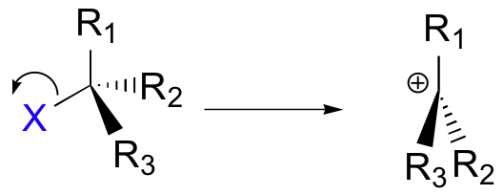 R₁
X
R₂
R₃
R₁
⊕
R₃
R₂